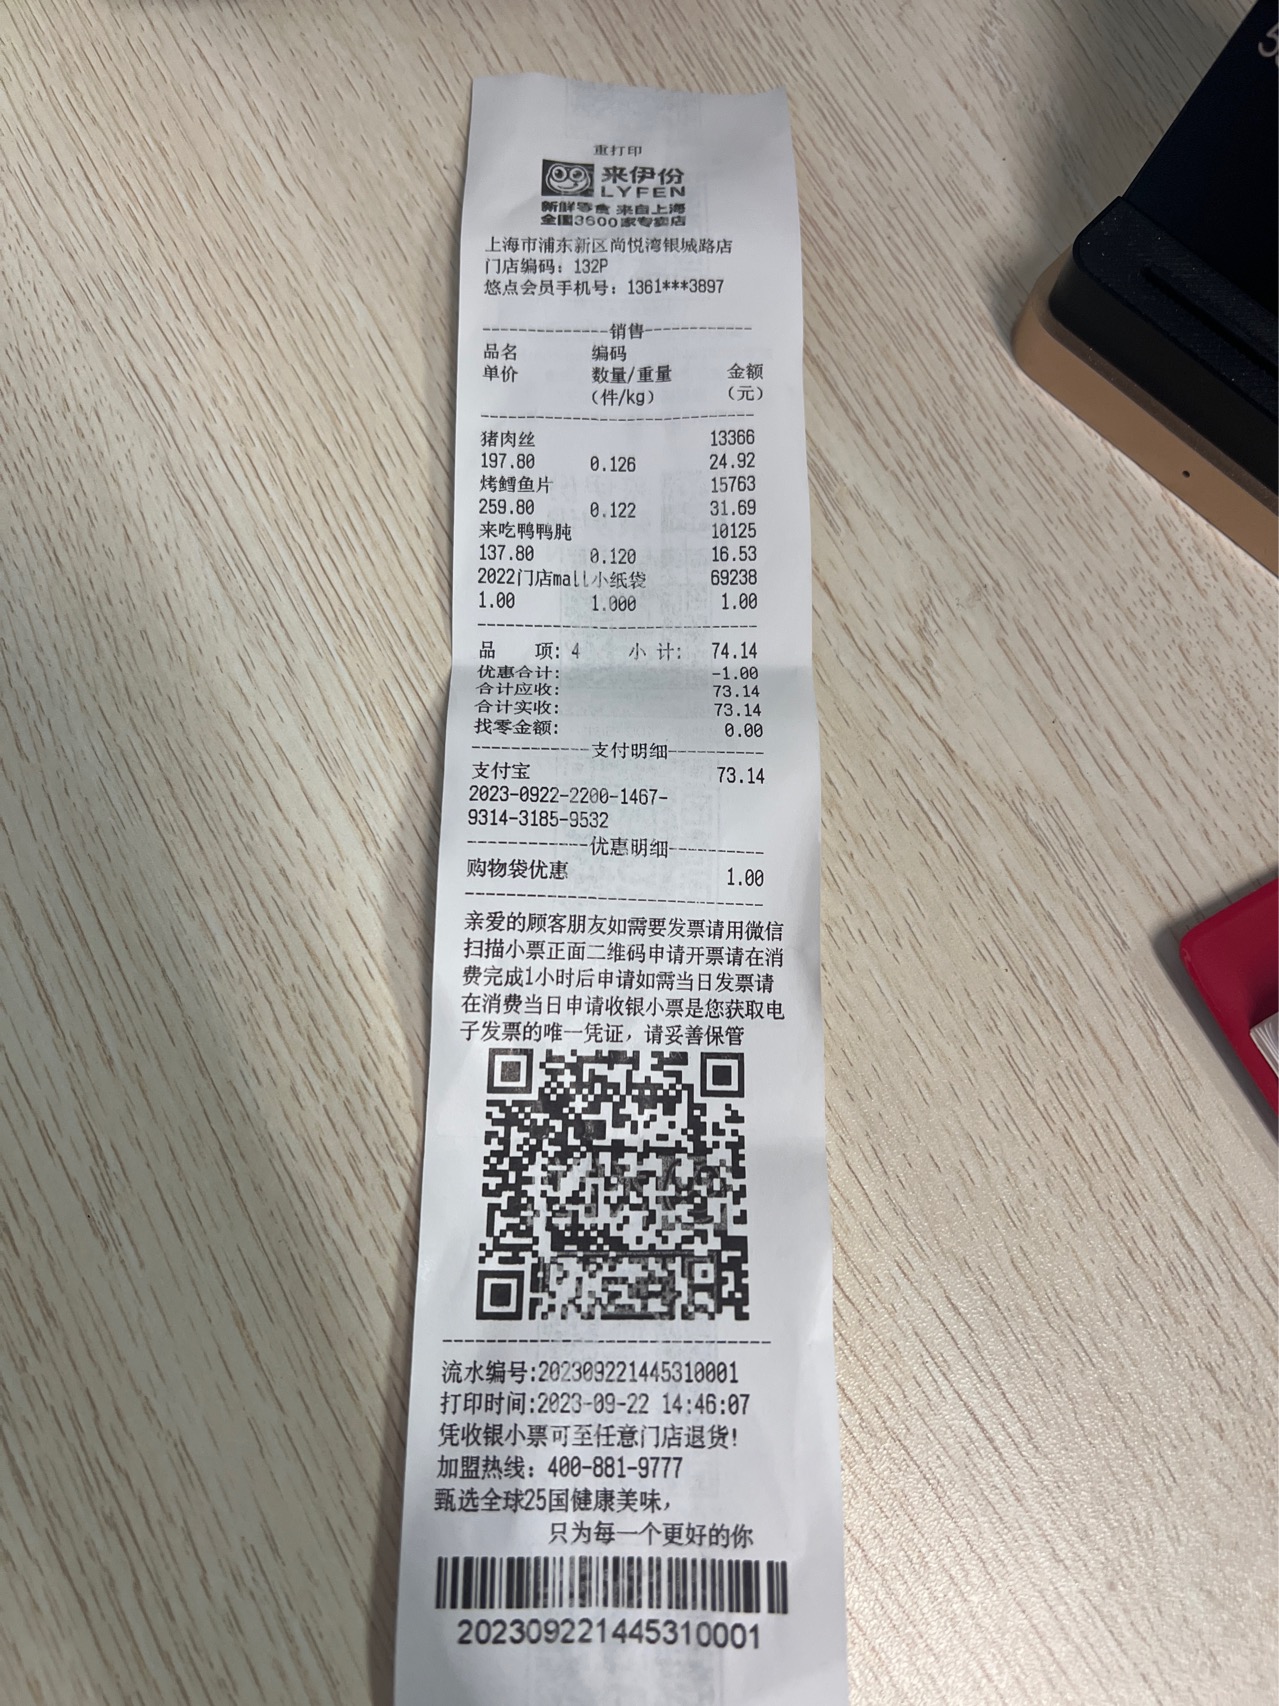 重打印
来伊份
LYFEN
新鲜零食 来自上海
全国3600家专卖店
上海市浦东新区尚悦湾银城路店
门店编码：132P
悠点会员手机号：1361***3897
--------------销售------------
品名 编码
单价 数量/重量 金额
（件/kg） （元）
猪肉丝 13366
197.80 0.126 24.92
烤鳕鱼片 15763
259.80 0.122 31.69
来吃鸭鸭肫 10125
137.80 0.120 16.53
2022门店mall小纸袋 69238
1.00 1.000 1.00
品 项: 4 小 计: 74.14
优惠合计: -1.00
合计应收: 73.14
合计实收: 73.14
找零金额: 0.00
-------------支付明细-----------
支付宝 73.14
2023-0922-2200-1467-
9314-3185-9532
-------------优惠明细-----------
购物袋优惠 1.00
亲爱的顾客朋友如需要发票请用微信
扫描小票正面二维码申请开票请在消
费完成1小时后申请如需当日发票请
在消费当日申请收银小票是您获取电
子发票的唯一凭证，请妥善保管
流水编号:202309221445310001
打印时间:2023-09-22 14:46:07
凭收银小票可至任意门店退货!
加盟热线：400-881-9777
甄选全球25国健康美味，
只为每一个更好的你
202309221445310001